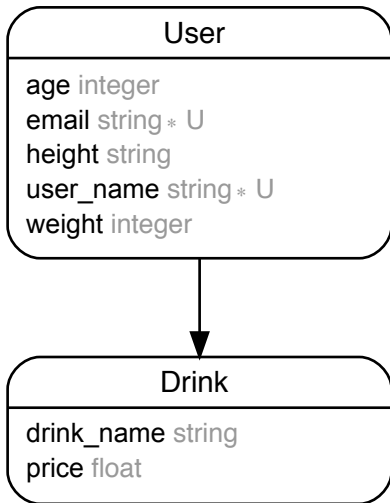 User
age integer
email string * U
height string
user_name string * U
weight integer
Drink
drink_name string
price float